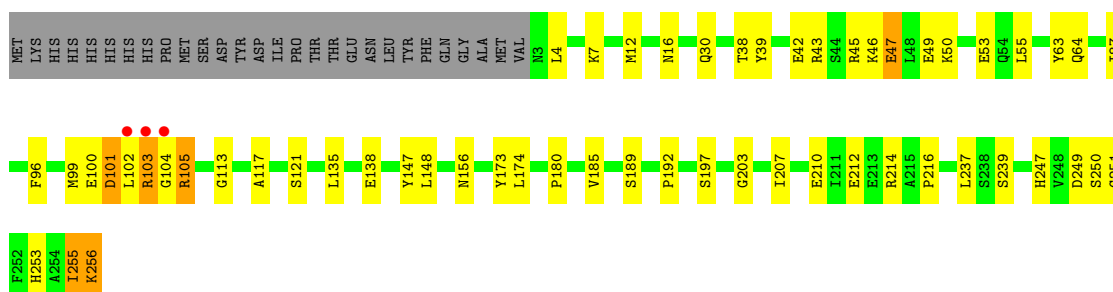 MET LYS HIS HIS HIS HIS HIS HIS PRO MET SER ASP TYR ASP ILE PRO THR THR GLU ASN LEU TYR PHE GLN GLY ALA MET VAL N3 L4 K7 M12 N16 Q30 T38 Y39 E42 R43 S44 R45 K46 E47 L48 E49 K50 E53 Q54 L55 Y63 Q64
F96 M99 E100 D101 L102 R103 G104 R105 G113 A117 S121 L135 E138 Y147 L148 N156 Y173 L174 P180 V185 S189 P192 S197 G203 I207 E210 I211 E212 E213 R214 A215 P216 L237 S238 S239 H247 V248 D249 S250
F252 H253 A254 I255 K256